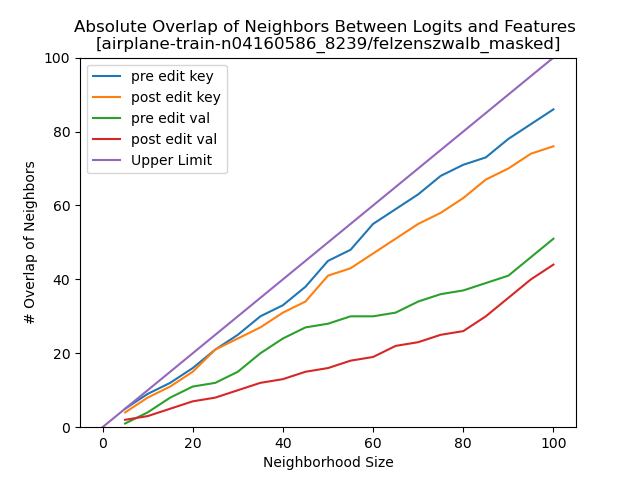 Absolute Overlap of Neighbors Between Logits and Features
[airplane-train-n04160586_8239/felzenszwalb_masked]
100
80
60
40
20
0
# Overlap of Neighbors
pre edit key
post edit key
pre edit val
post edit val
Upper Limit
0 20 40 60 80 100
Neighborhood Size